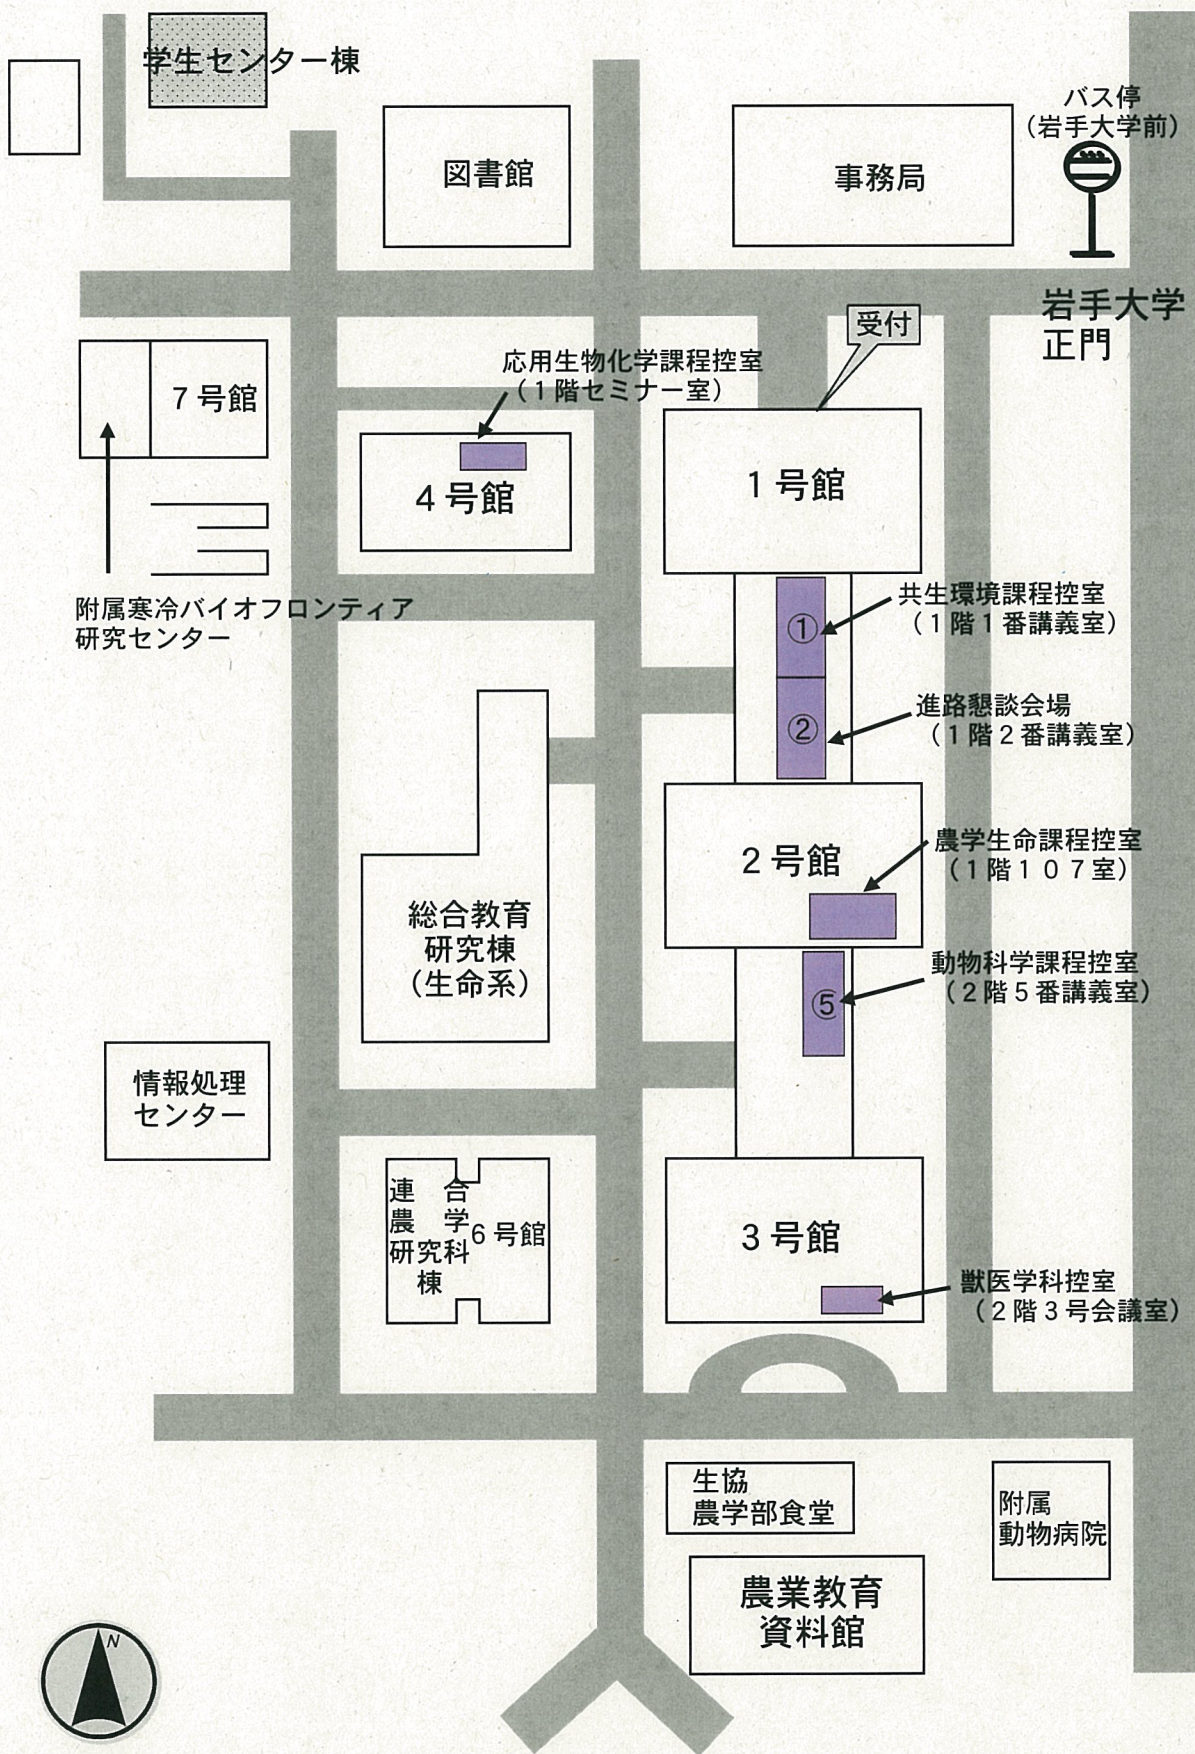 学生センター棟
図書館
事務局
バス停
（岩手大学前）
岩手大学
正門
受付
7号館
応用生物化学課程控室
（1階セミナー室）
4号館
1号館
附属寒冷バイオフロンティア
研究センター
①
共生環境課程控室
（1階1番講義室）
②
進路懇談会場
（1階2番講義室）
2号館
農学生命課程控室
（1階107室）
総合教育
研究棟
（生命系）
⑤
動物科学課程控室
（2階5番講義室）
情報処理
センター
連合
農学
研究科
棟
6号館
3号館
獣医学科控室
（2階3号会議室）
生協
農学部食堂
附属
動物病院
農業教育
資料館
N